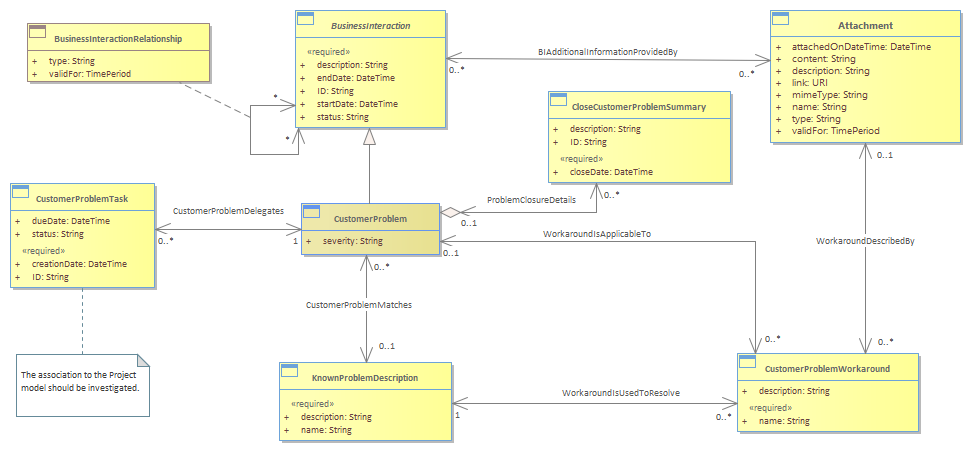 BusinessInteractionRelationship
+ type: String
+ validFor: TimePeriod
BusinessInteraction
«required»
+ description: String
+ endDate: DateTime
+ ID: String
+ startDate: DateTime
+ status: String
*
*
BIAdditionalInformationProvidedBy
0..*
0..*
Attachment
+ attachedOnDateTime: DateTime
+ content: String
+ description: String
+ link: URI
+ mimeType: String
+ name: String
+ type: String
+ validFor: TimePeriod
CloseCustomerProblemSummary
+ description: String
+ ID: String
«required»
+ closeDate: DateTime
0..1
0..*
ProblemClosureDetails
0..1
CustomerProblemTask
+ dueDate: DateTime
+ status: String
«required»
+ creationDate: DateTime
+ ID: String
CustomerProblemDelegates
0..*
1
CustomerProblem
+ severity: String
WorkaroundIsApplicableTo
0..1
WorkaroundDescribedBy
0..*
CustomerProblemMatches
0..1
0..*
0..*
The association to the Project
model should be investigated.
KnownProblemDescription
«required»
+ description: String
+ name: String
WorkaroundIsUsedToResolve
1
0..*
CustomerProblemWorkaround
+ description: String
«required»
+ name: String